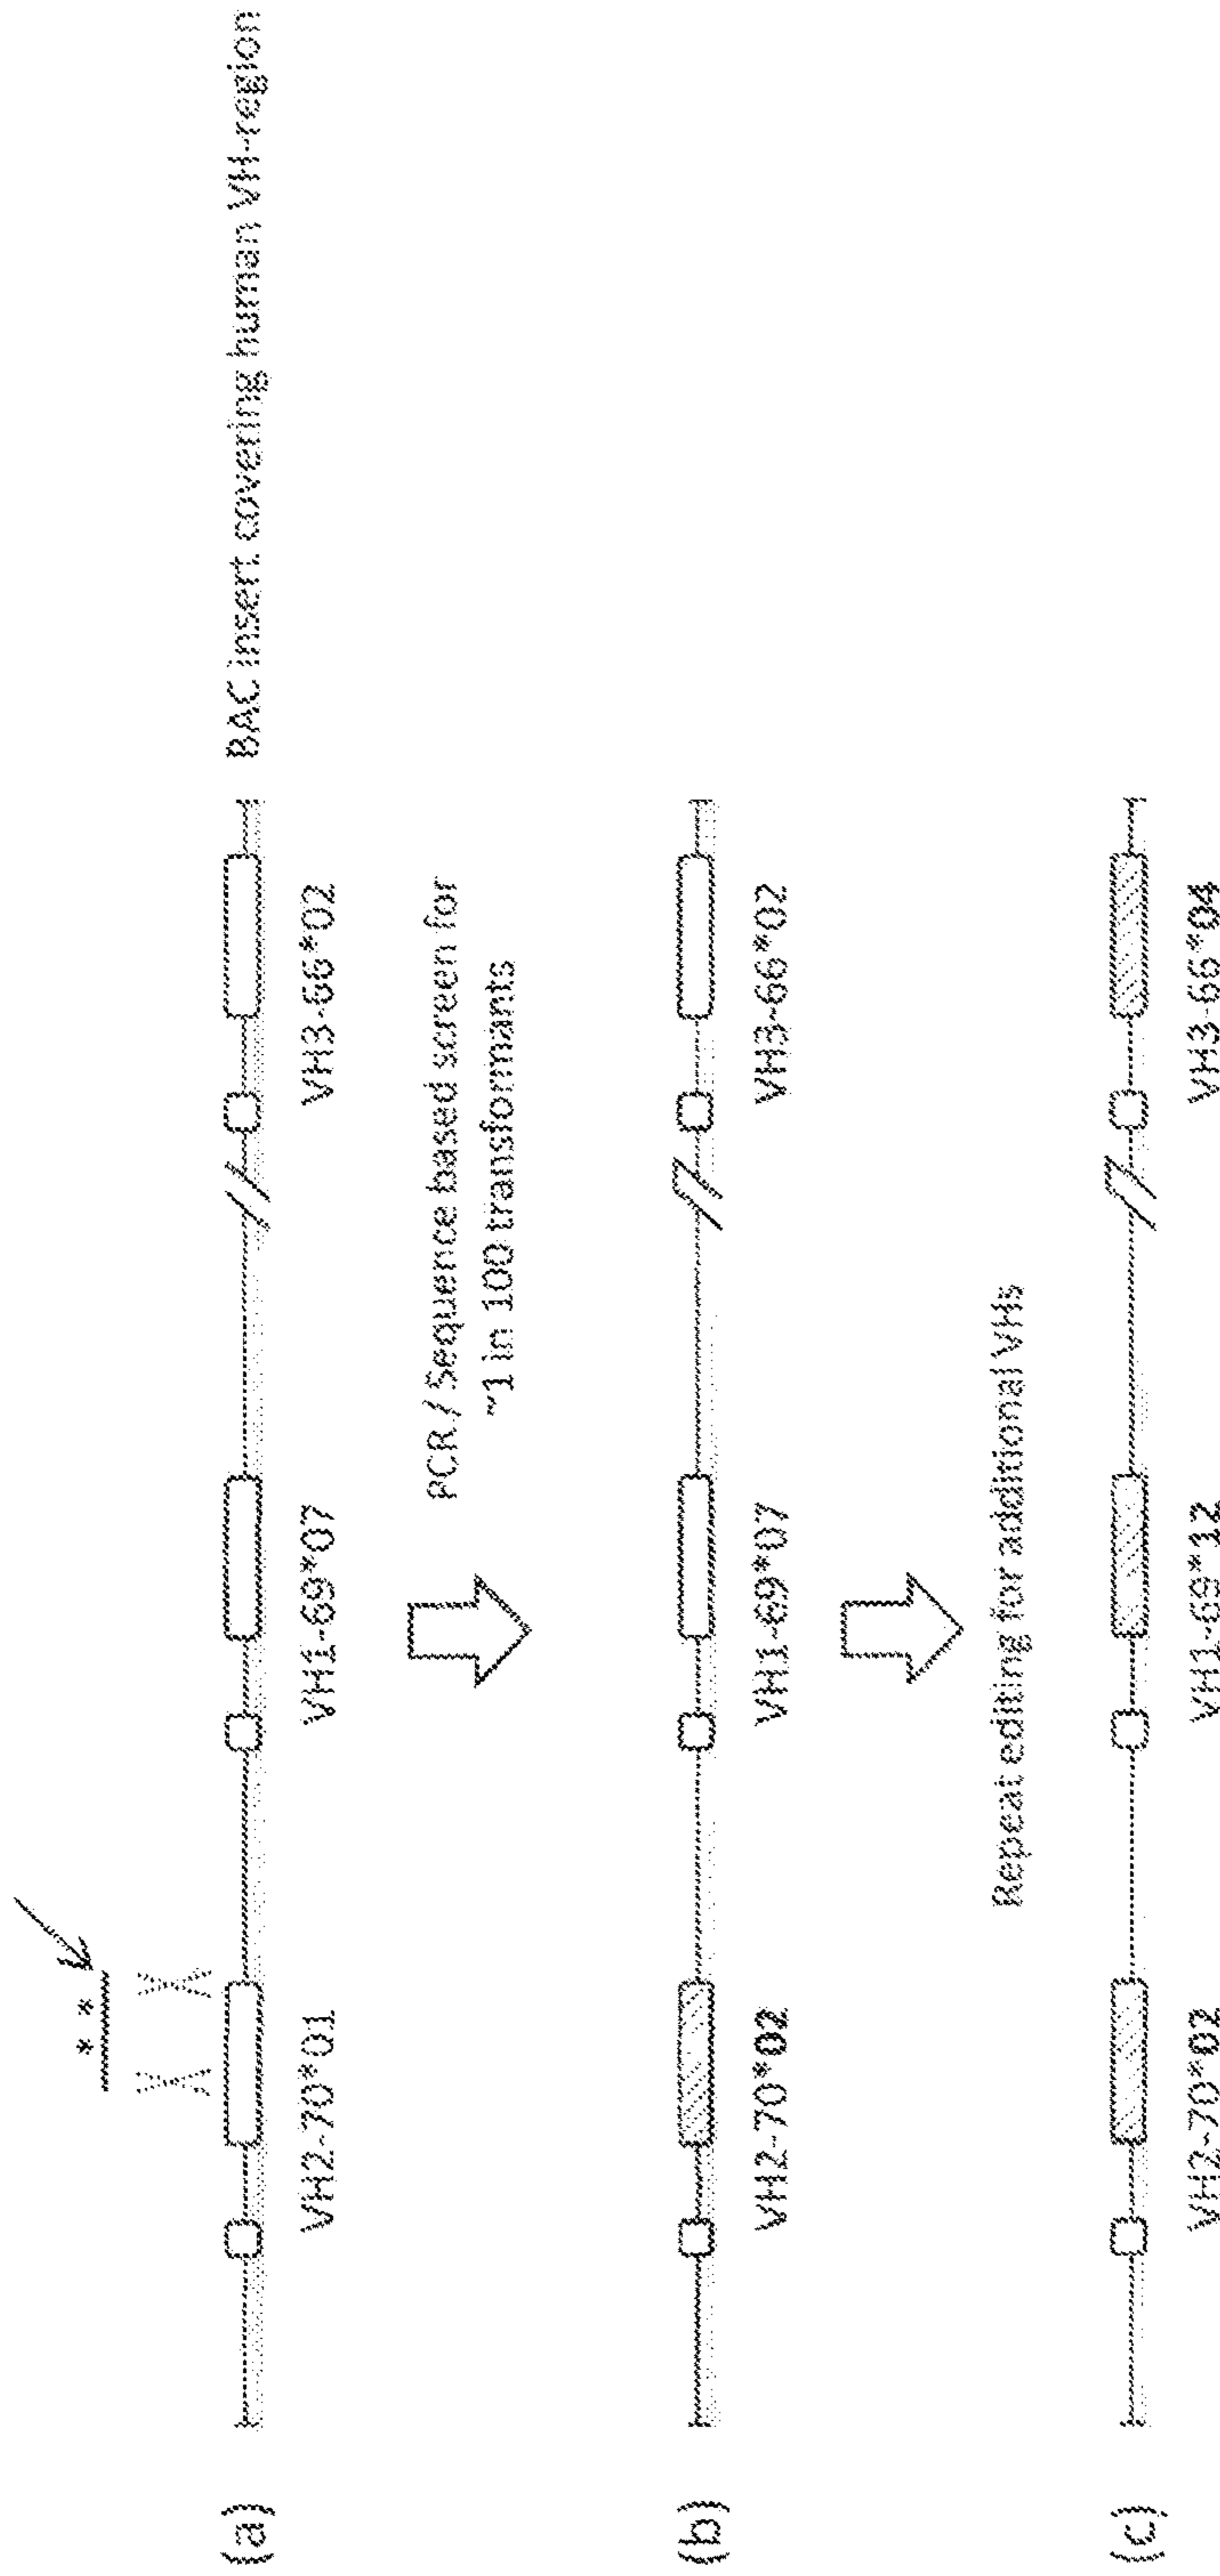 * *
(a)
BAC insert covering human VH-region
VH2-70*01
VH1-69*07
VH3-66*02
PCR / Sequence based screen for
~1 in 100 transformants
(b)
VH2-70*02
VH1-69*07
VH3-66*02
Repeat editing for additional VHs
(c)
VH2-70*02
VH1-69*12
VH3-66*04